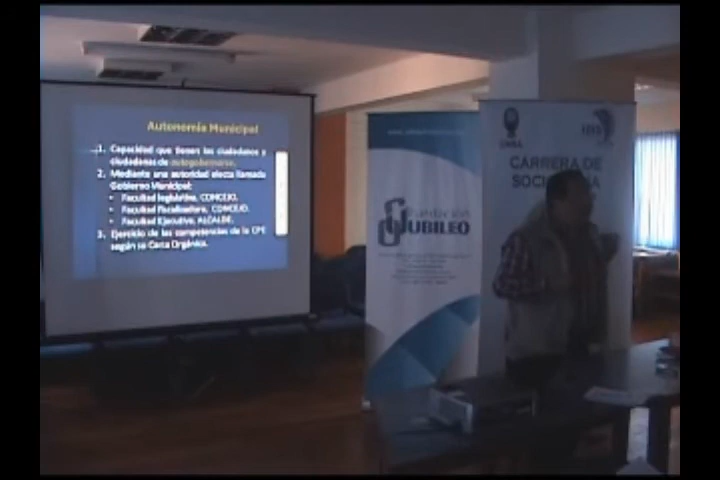 Autonomía Municipal
1. Capacidad que tienen los ciudadanos y
ciudadanas de autogobernarse.
2. Mediante una autoridad electa llamada
Gobierno Municipal:
• Facultad legislativa, CONCEJO.
• Facultad Fiscalizadora, CONCEJO.
• Facultad Ejecutiva, ALCALDE.
3. Ejercicio de las competencias de la CPE
según su Carta Orgánica.
Fundación
JUBILEO
UMSA
CARRERA DE